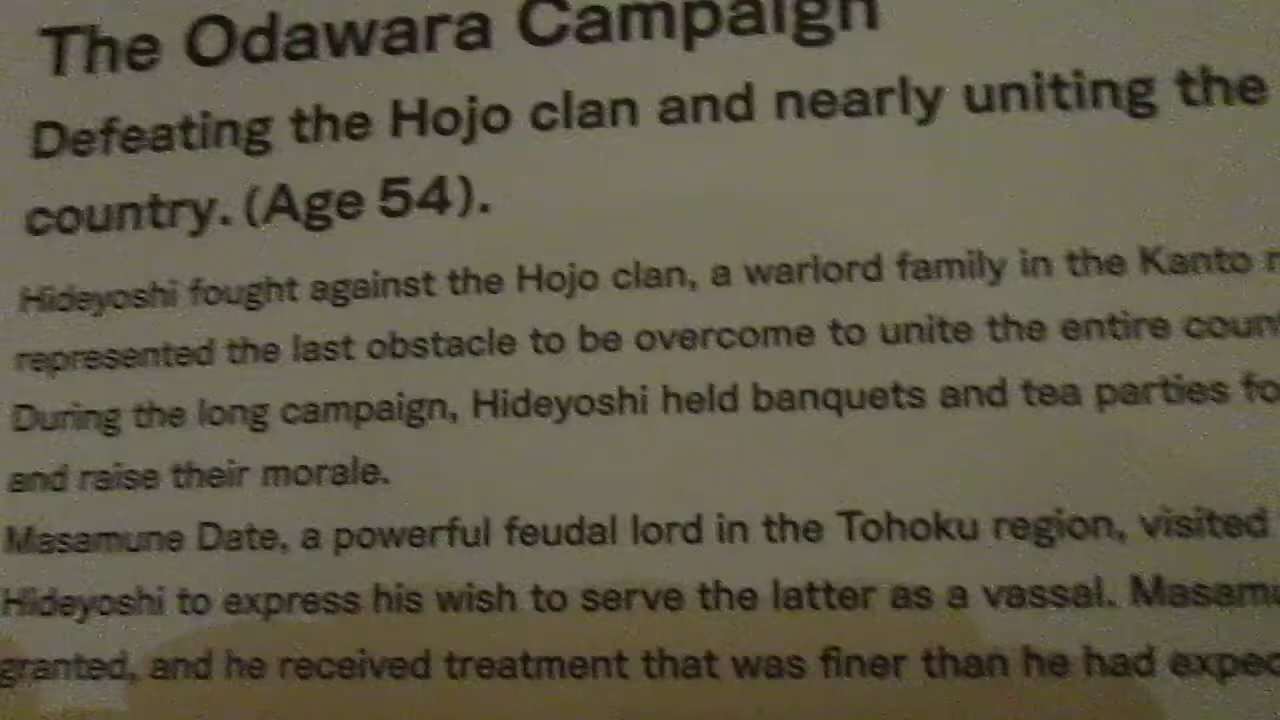 The Odawara Campaign
Defeating the Hojo clan and nearly uniting the
country. (Age 54).
Hideyoshi fought against the Hojo clan, a warlord family in the Kanto
represented the last obstacle to be overcome to unite the entire
During the long campaign, Hideyoshi held banquets and tea parties
and raise their morale.
Masamune Date, a powerful feudal lord in the Tohoku region, visited
Hideyoshi to express his wish to serve the latter as a vassal.
granted, and he received treatment that was finer than he had